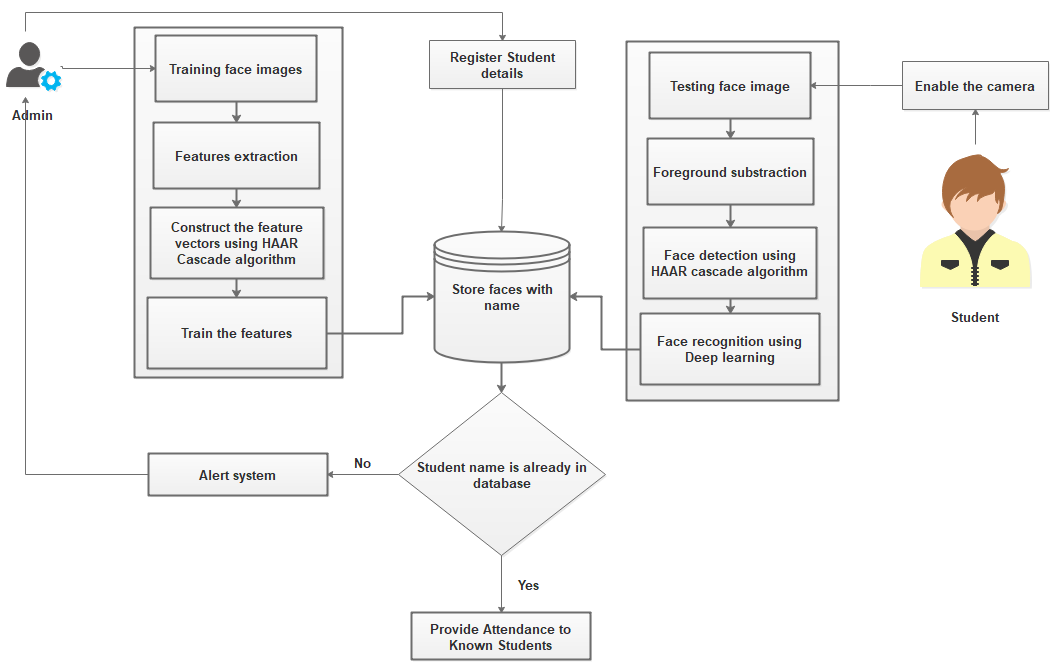 Admin
Training face images
Features extraction
Construct the feature
vectors using HAAR
Cascade algorithm
Train the features
Register Student
details
Store faces with
name
Testing face image
Foreground substraction
Face detection using
HAAR cascade algorithm
Face recognition using
Deep learning
Enable the camera
Student
Student name is already in
database
No
Alert system
Yes
Provide Attendance to
Known Students